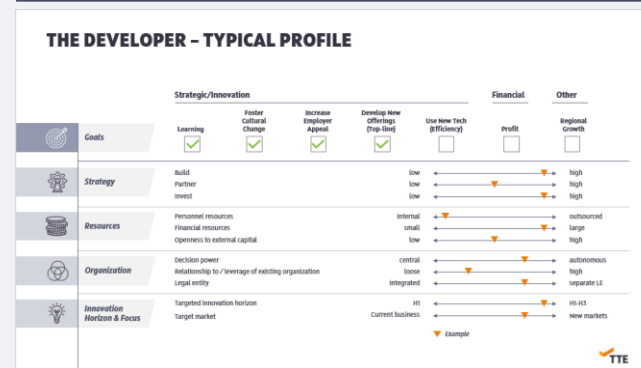 THE DEVELOPER – TYPICAL PROFILE
Strategic/Innovation Financial Other
Learning
Foster Cultural Change
Increase Employer Appeal
Develop New Offerings (Top-line)
Use New Tech (Efficiency)
Profit
Regional Growth
Goals
Strategy
Build low high
Partner low high
Invest low high
Resources
Personnel resources internal outsourced
Financial resources small large
Openness to external capital low high
Organization
Decision power central autonomous
Relationship to / leverage of existing organization loose high
Legal entity integrated separate LE
Innovation Horizon & Focus
Targeted innovation horizon H1 H1-H3
Target market Current business New markets
Example
TTE